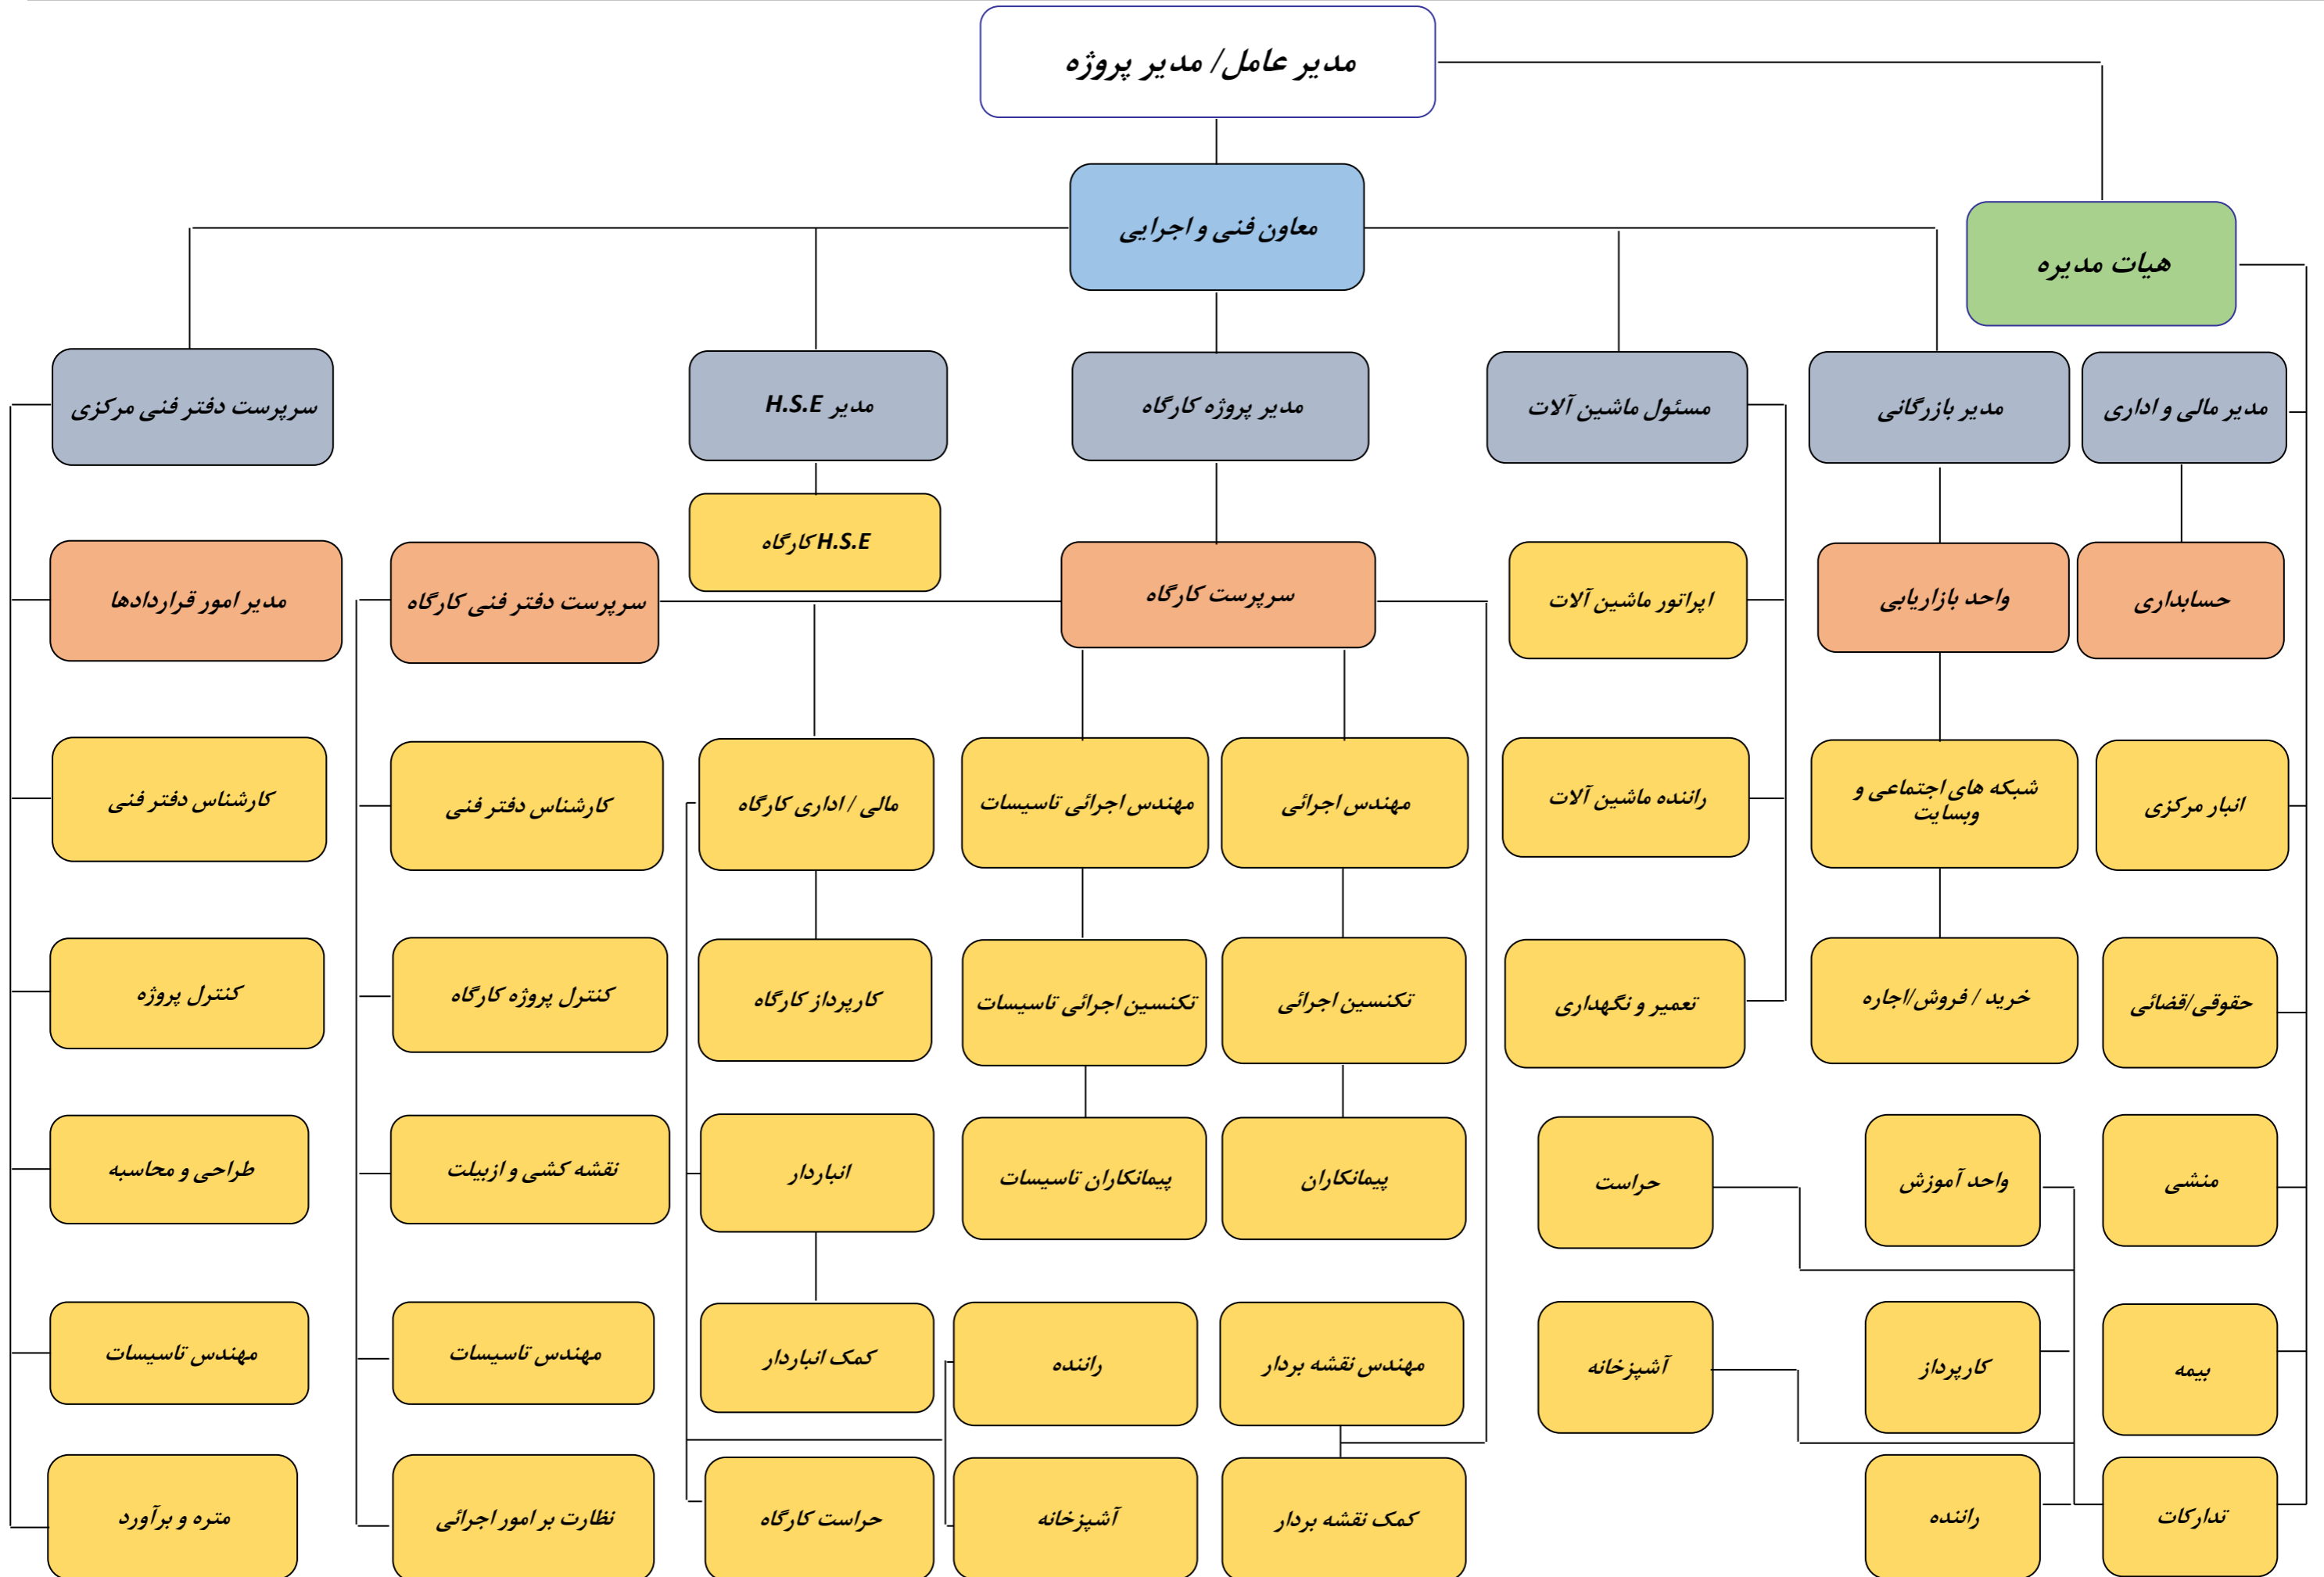 مدیر عامل/ مدیر پروژه
معاون فنی و اجرایی
هیات مدیره
مدیر مالی و اداری
مدیر بازرگانی
مسئول ماشین آلات
مدیر پروژه کارگاه
مدیر H.S.E
سرپرست دفتر فنی مرکزی
H.S.E کارگاه
حسابداری
واحد بازاریابی
اپراتور ماشین آلات
سرپرست کارگاه
سرپرست دفتر فنی کارگاه
مدیر امور قراردادها
انبار مرکزی
شبکه های اجتماعی و
وبسایت
راننده ماشین آلات
مهندس اجرائی
مهندس اجرائی تاسیسات
مالی / اداری کارگاه
کارشناس دفتر فنی
کارشناس دفتر فنی
حقوقی/قضائی
خرید / فروش/اجاره
تعمیر و نگهداری
تکنسین اجرائی
تکنسین اجرائی تاسیسات
کارپرداز کارگاه
کنترل پروژه کارگاه
کنترل پروژه
منشی
واحد آموزش
حراست
پیمانکاران
پیمانکاران تاسیسات
انباردار
نقشه کشی و ازبیلت
طراحی و محاسبه
بیمه
کارپرداز
آشپزخانه
مهندس نقشه بردار
راننده
کمک انباردار
مهندس تاسیسات
مهندس تاسیسات
تدارکات
راننده
کمک نقشه بردار
آشپزخانه
حراست کارگاه
نظارت بر امور اجرائی
متره و برآورد